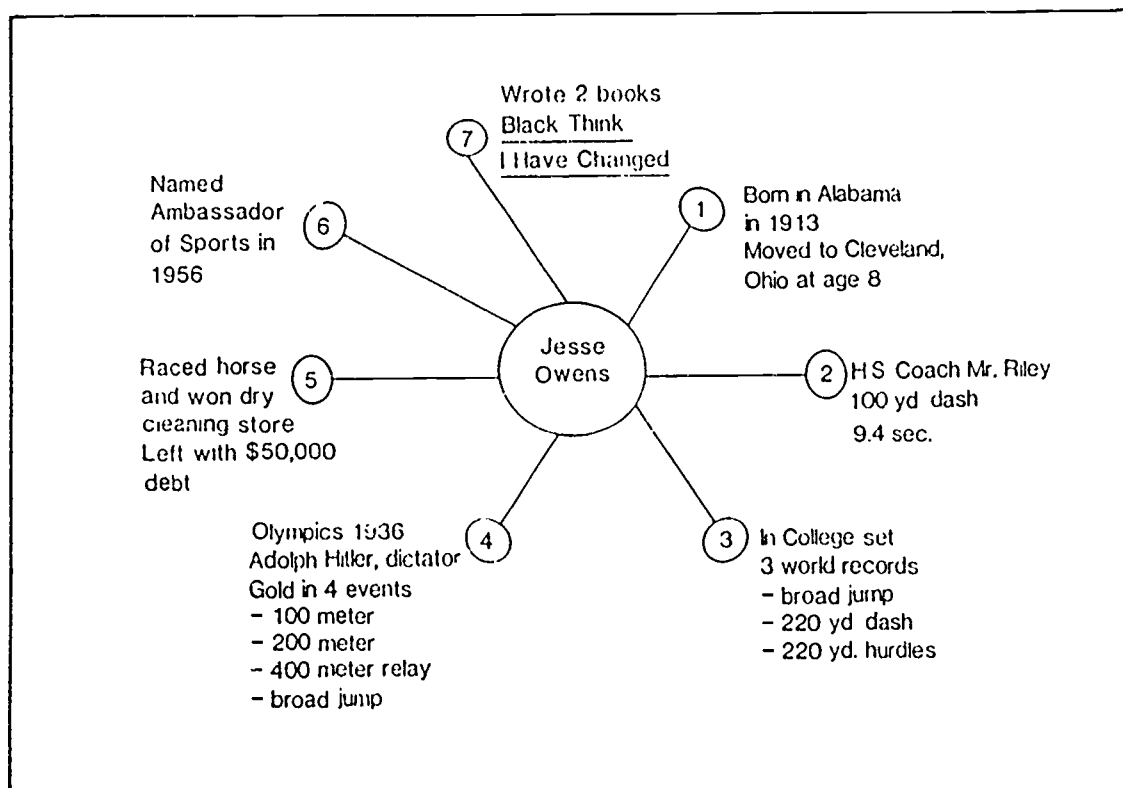 Jesse
Owens
1
Born in Alabama
in 1913
Moved to Cleveland,
Ohio at age 8
2
HS Coach Mr. Riley
100 yd dash
9.4 sec.
3
In College set
3 world records
- broad jump
- 220 yd dash
- 220 yd. hurdles
4
Olympics 1936
Adolph Hitler, dictator
Gold in 4 events
- 100 meter
- 200 meter
- 400 meter relay
- broad jump
5
Raced horse
and won dry
cleaning store
Left with $50,000
debt
6
Named
Ambassador
of Sports in
1956
7
Wrote 2 books
Black Think
I Have Changed